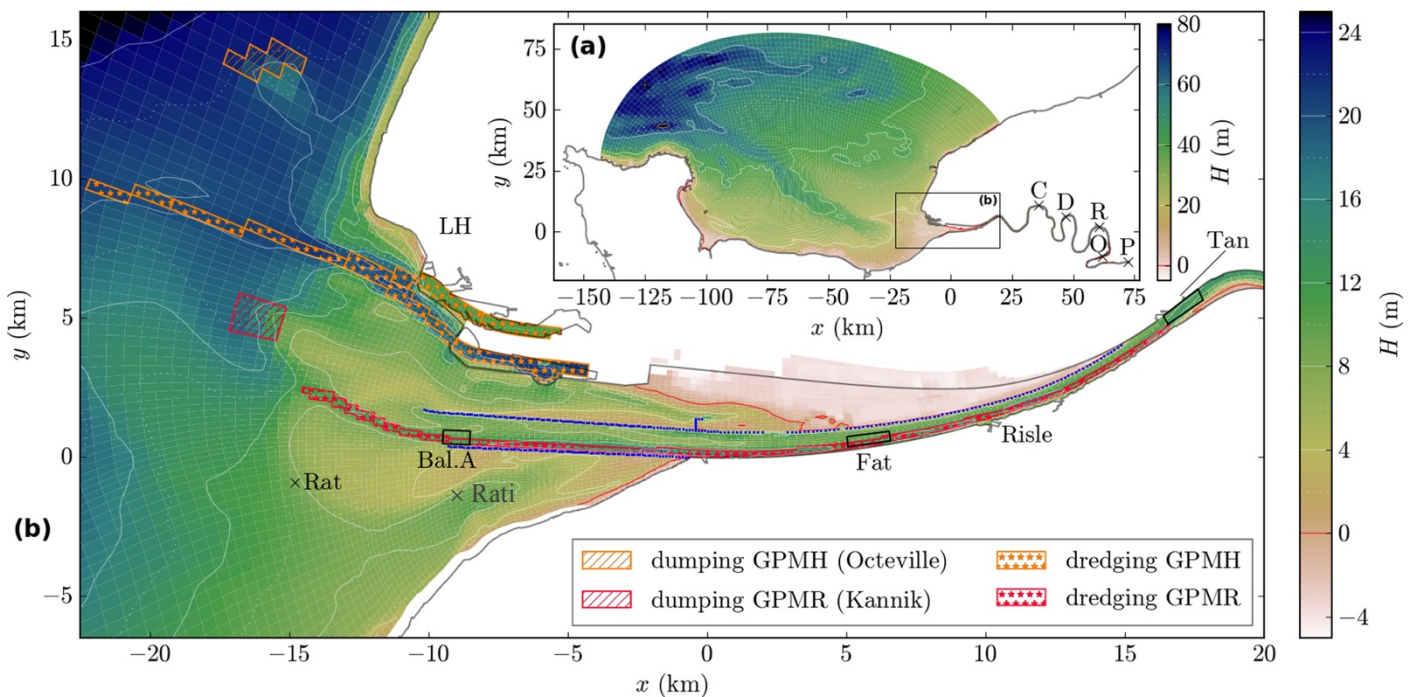 (a)
(b)
C
D
R
O
P
75
50
25
0
y (km)
−150
−125
−100
−75
−50
−25
0
25
50
75
x (km)
80
60
40
20
0
H (m)
15
10
5
0
−5
y (km)
LH
Tan
Bal.A
Fat
Risle
×Rat
× Rati
(b)
dumping GPMH (Octeville)
dredging GPMH
dumping GPMR (Kannik)
dredging GPMR
−20
−15
−10
−5
0
5
10
15
20
x (km)
24
20
16
12
8
4
0
−4
H (m)